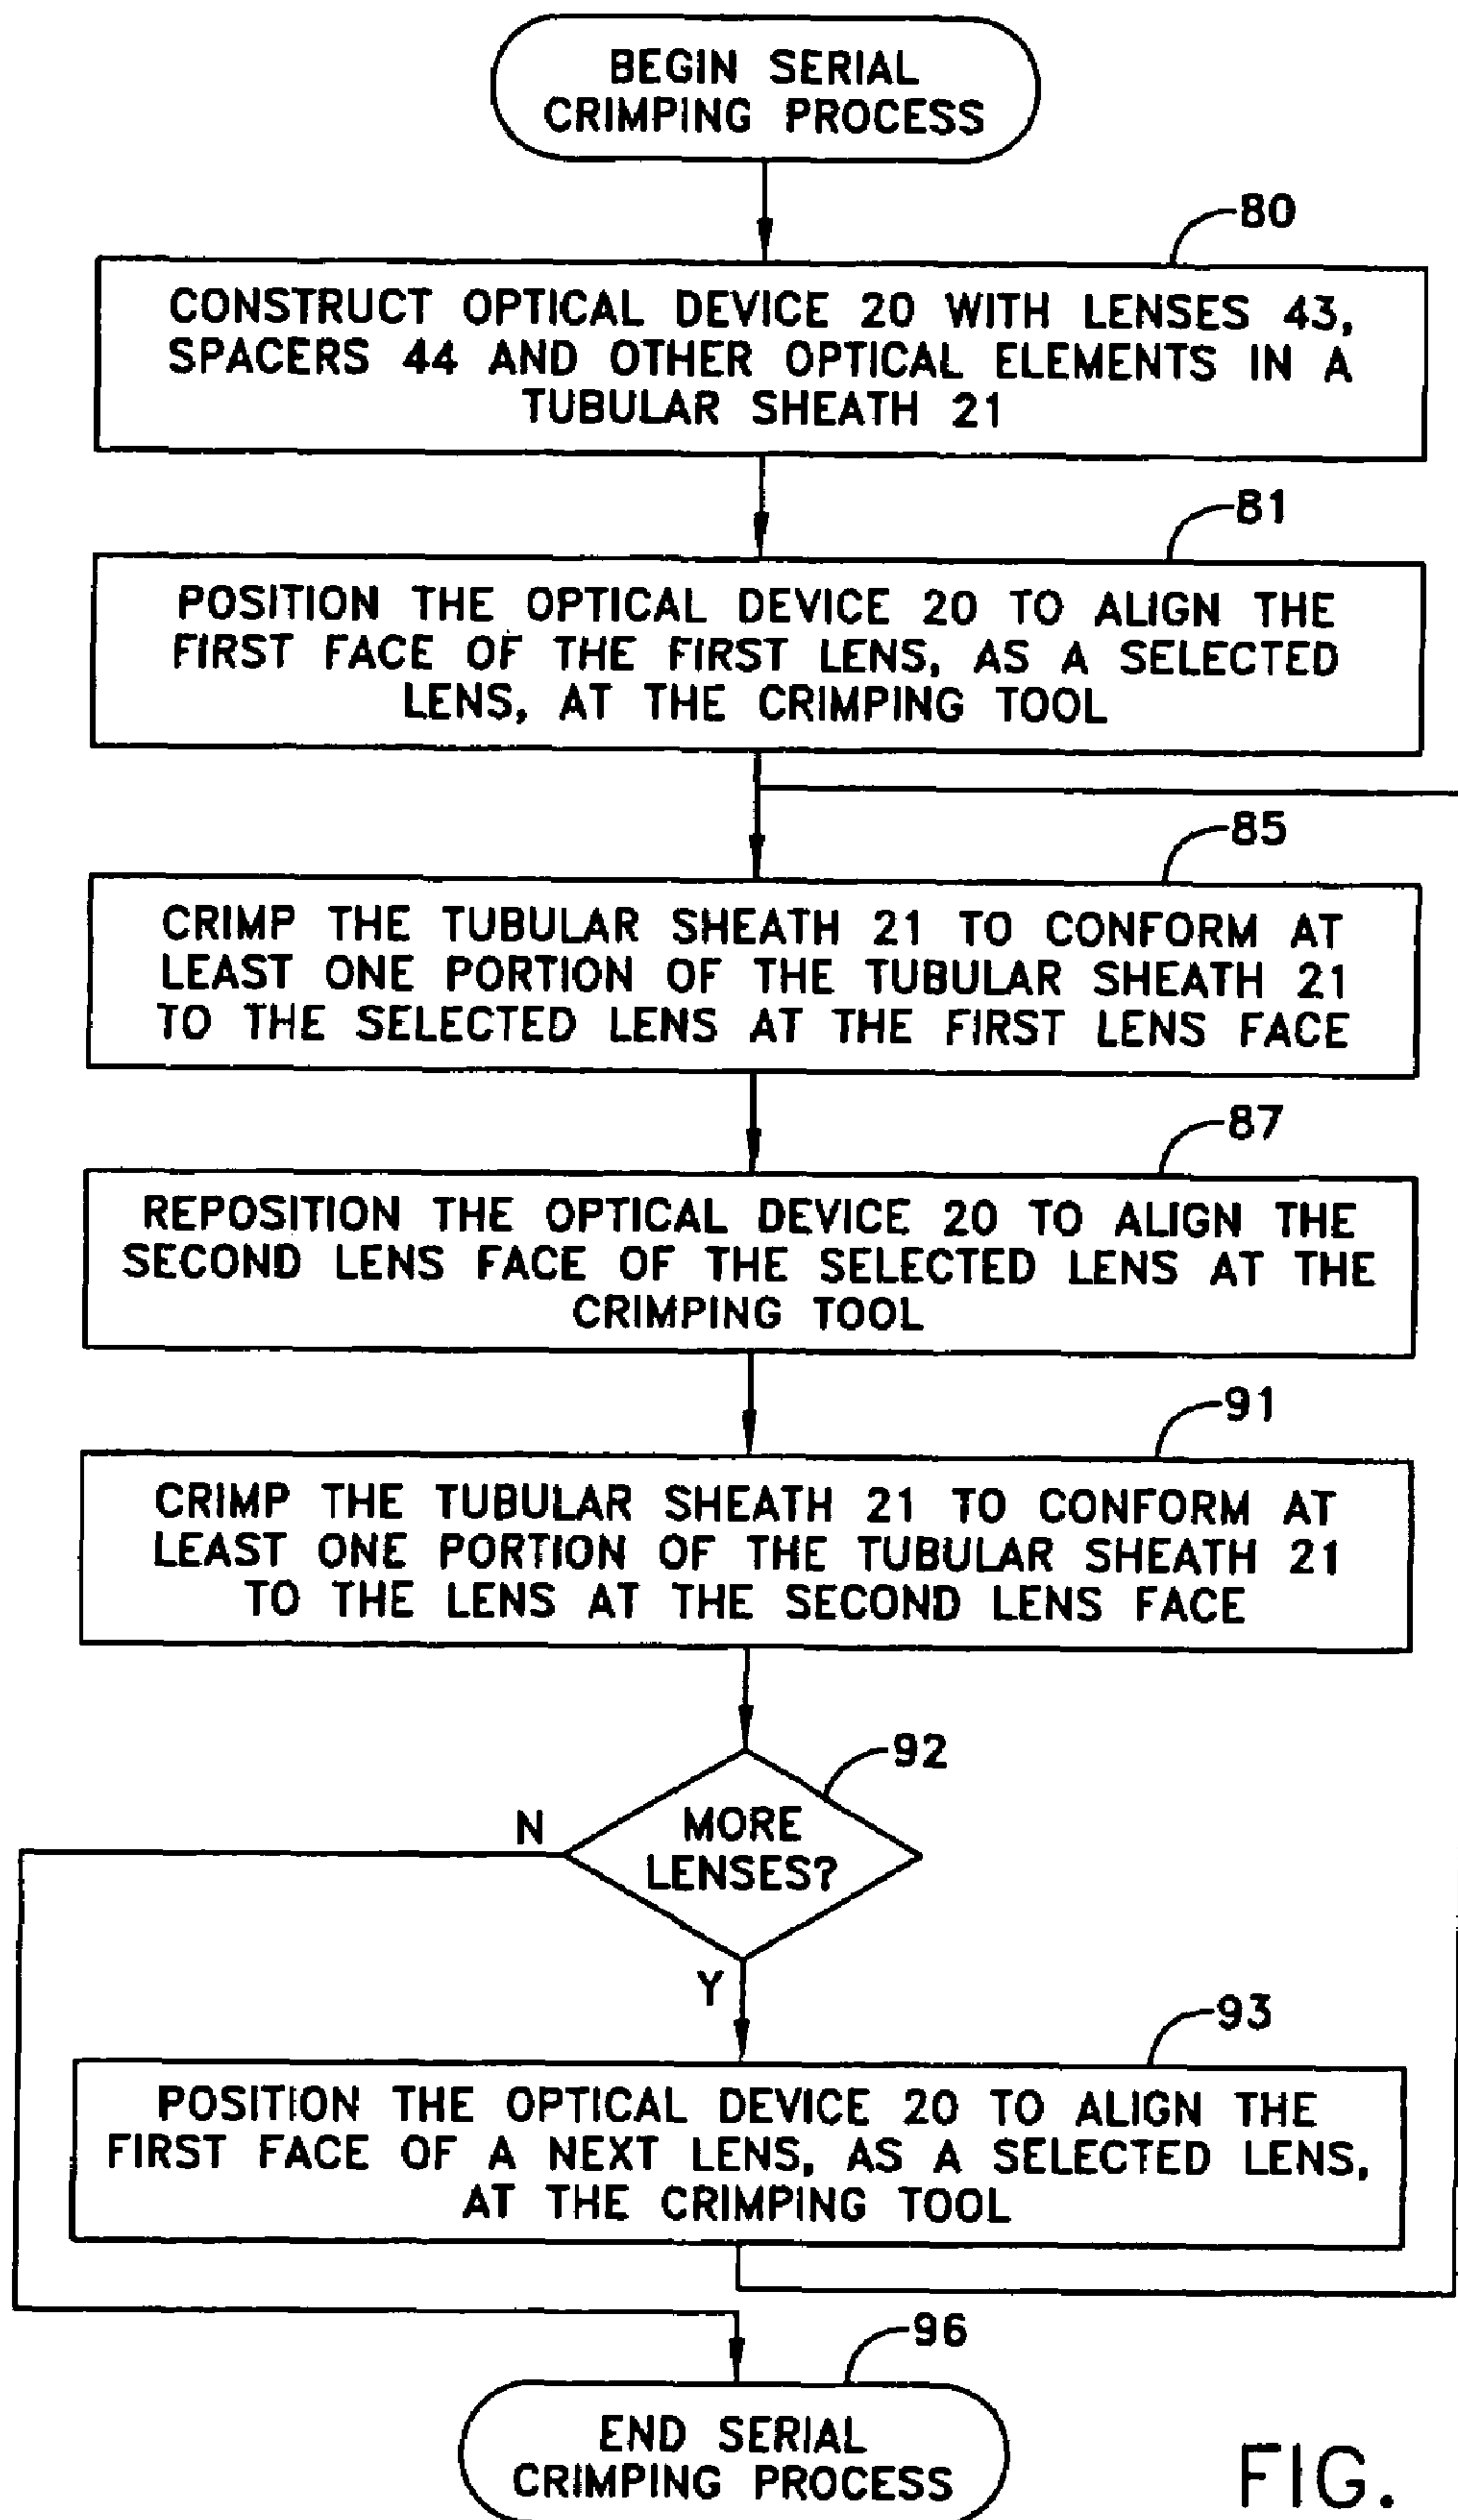 BEGIN SERIAL
CRIMPING PROCESS
80
CONSTRUCT OPTICAL DEVICE 20 WITH LENSES 43,
SPACERS 44 AND OTHER OPTICAL ELEMENTS IN A
TUBULAR SHEATH 21
81
POSITION THE OPTICAL DEVICE 20 TO ALIGN THE
FIRST FACE OF THE FIRST LENS, AS A SELECTED
LENS, AT THE CRIMPING TOOL
85
CRIMP THE TUBULAR SHEATH 21 TO CONFORM AT
LEAST ONE PORTION OF THE TUBULAR SHEATH 21
TO THE SELECTED LENS AT THE FIRST LENS FACE
87
REPOSITION THE OPTICAL DEVICE 20 TO ALIGN THE
SECOND LENS FACE OF THE SELECTED LENS AT THE
CRIMPING TOOL
91
CRIMP THE TUBULAR SHEATH 21 TO CONFORM AT
LEAST ONE PORTION OF THE TUBULAR SHEATH 21
TO THE LENS AT THE SECOND LENS FACE
92
N
MORE
LENSES?
Y
93
POSITION THE OPTICAL DEVICE 20 TO ALIGN THE
FIRST FACE OF A NEXT LENS, AS A SELECTED LENS,
AT THE CRIMPING TOOL
96
END SERIAL
CRIMPING PROCESS
FIG.